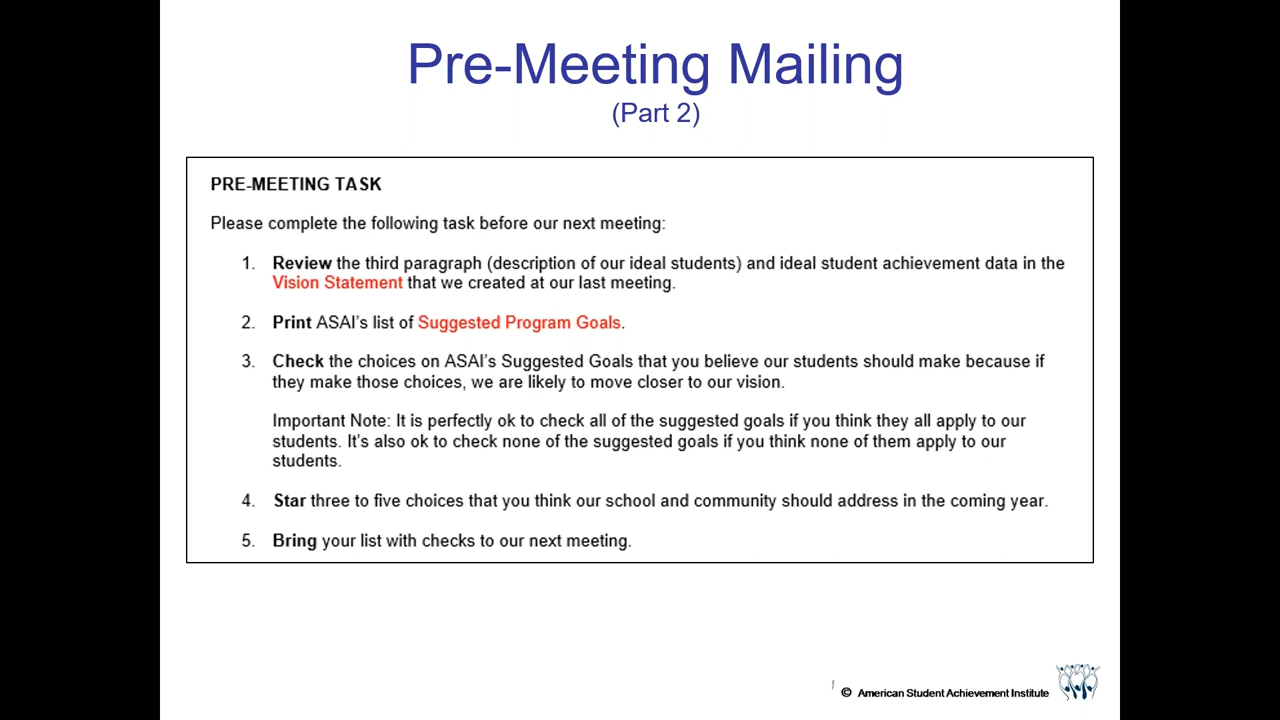 Pre-Meeting Mailing
(Part 2)
PRE-MEETING TASK
Please complete the following task before our next meeting:
1. Review the third paragraph (description of our ideal students) and ideal student achievement data in the
Vision Statement that we created at our last meeting.
2. Print ASAI's list of Suggested Program Goals.
3. Check the choices on ASAI's Suggested Goals that you believe our students should make because if
they make those choices, we are likely to move closer to our vision.
Important Note: It is perfectly ok to check all of the suggested goals if you think they all apply to our
students. It's also ok to check none of the suggested goals if you think none of them apply to our
students.
4. Star three to five choices that you think our school and community should address in the coming year.
5. Bring your list with checks to our next meeting.
© American Student Achievement Institute